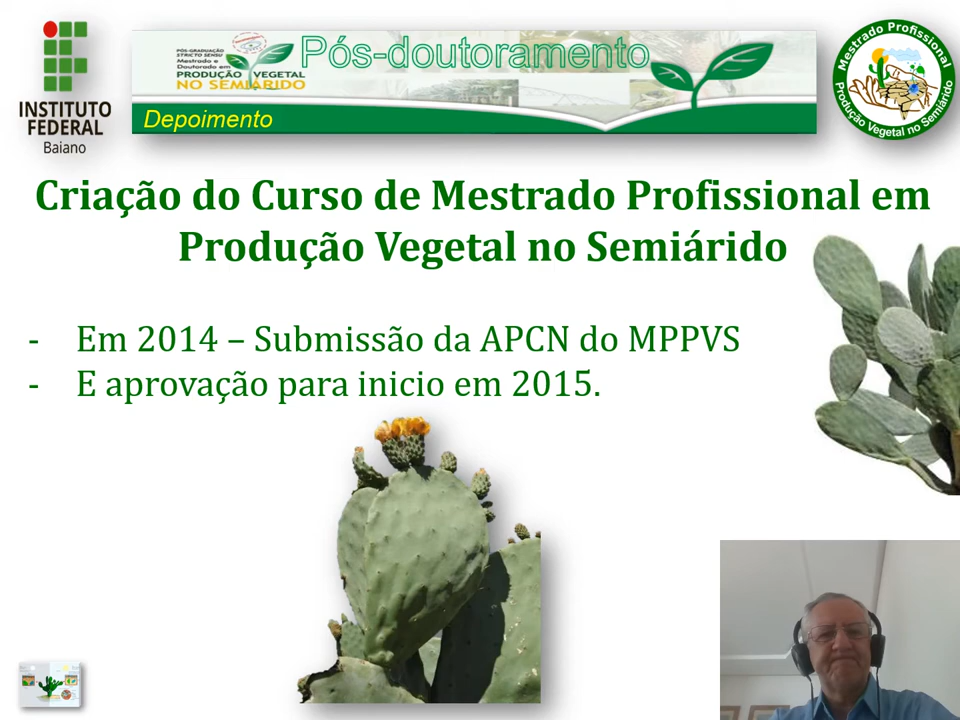 INSTITUTO
FEDERAL
Baiano
PÓS-GRADUAÇÃO
STRICTO SENSU
Mestrado e
Doutorado em
PRODUÇÃO VEGETAL
NO SEMIÁRIDO
Pós-doutoramento
Depoimento
Mestrado Profissional
Produção Vegetal no Semiárido
Criação do Curso de Mestrado Profissional em
Produção Vegetal no Semiárido
- Em 2014 – Submissão da APCN do MPPVS
- E aprovação para inicio em 2015.